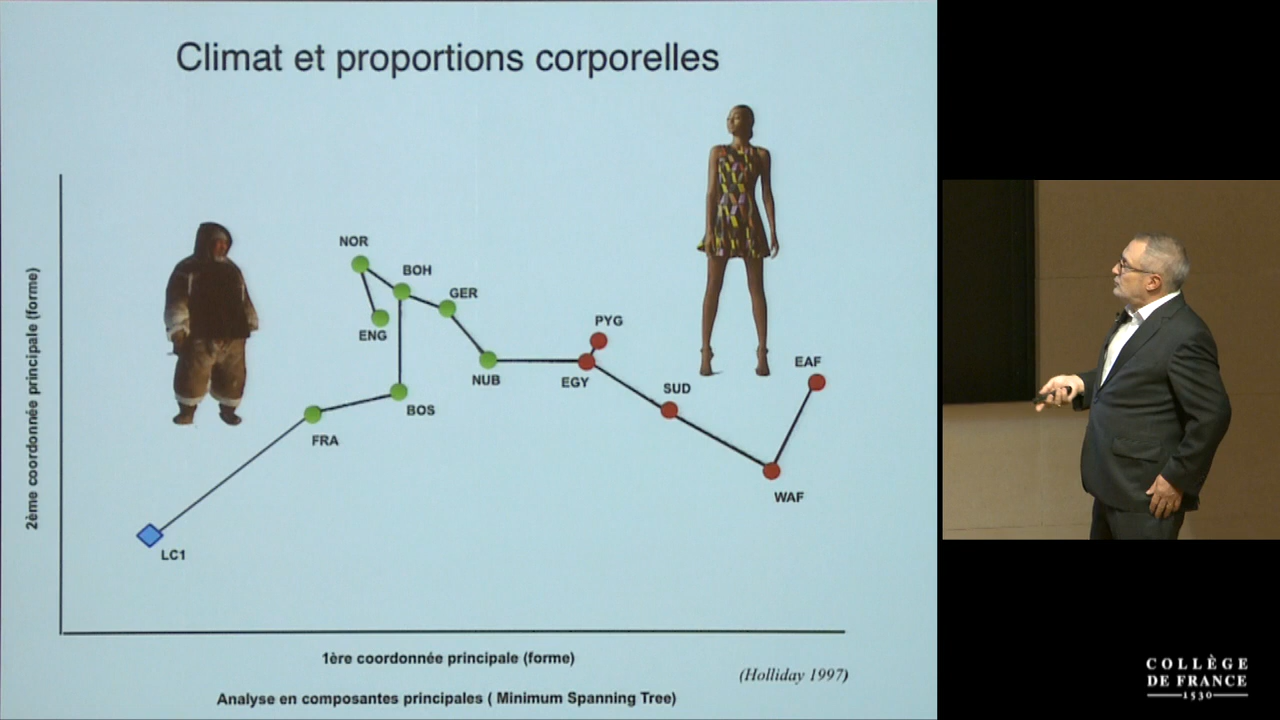 Climat et proportions corporelles
NOR
BOH
GER
ENG
PYG
NUB
EGY
EAF
SUD
BOS
FRA
WAF
LC1
2ème coordonnée principale (forme)
1ère coordonnée principale (forme)
(Holliday 1997)
Analyse en composantes principales ( Minimum Spanning Tree)
COLLÈGE
DE FRANCE
1530